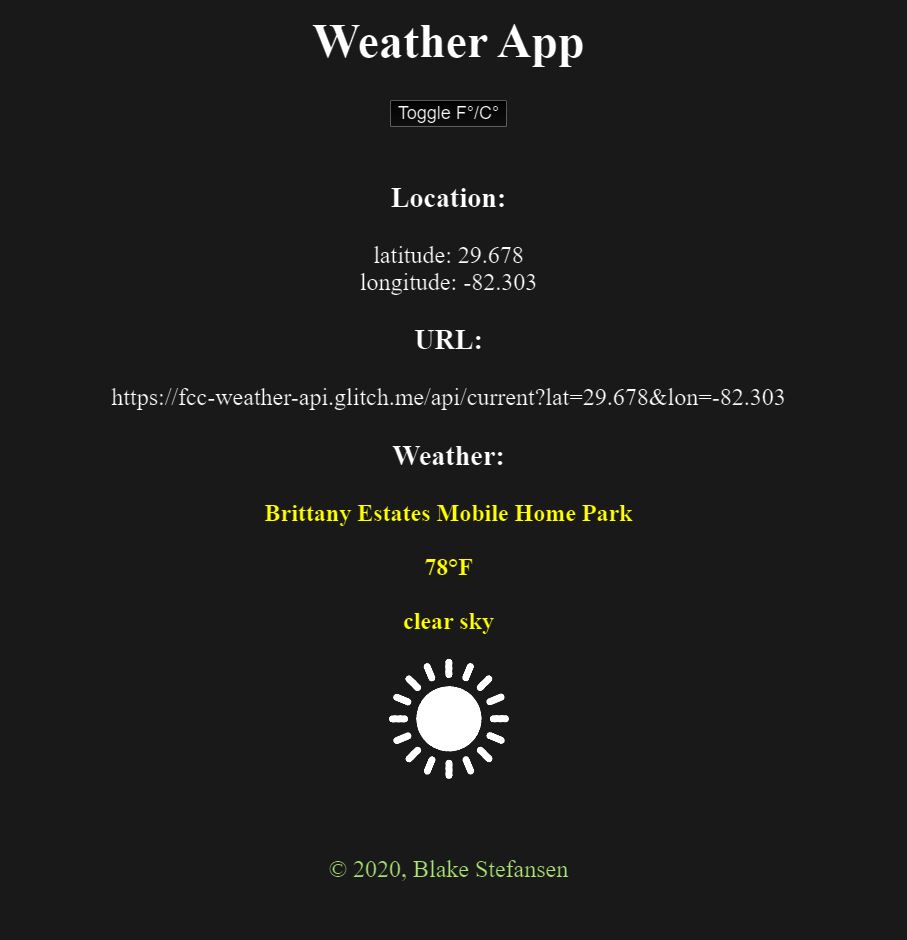 Weather App
Toggle F°/C°
Location:
latitude: 29.678
longitude: -82.303
URL:
https://fcc-weather-api.glitch.me/api/current?lat=29.678&lon=-82.303
Weather:
Brittany Estates Mobile Home Park
78°F
clear sky
© 2020, Blake Stefansen